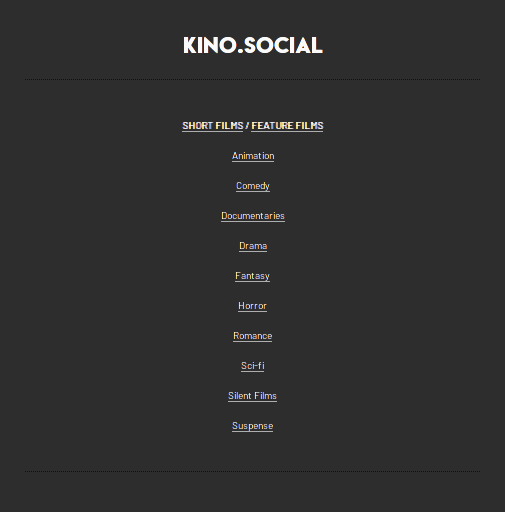 KINO.SOCIAL
SHORT FILMS / FEATURE FILMS
Animation
Comedy
Documentaries
Drama
Fantasy
Horror
Romance
Sci-fi
Silent Films
Suspense